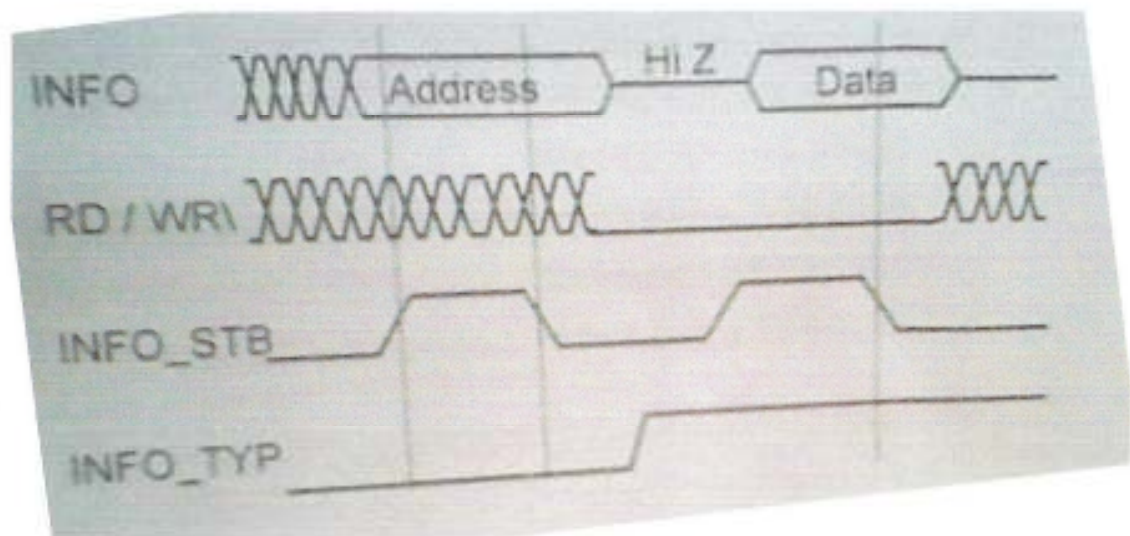 INFO Address Hi Z Data
RD / WR\
INFO_STB
INFO_TYP